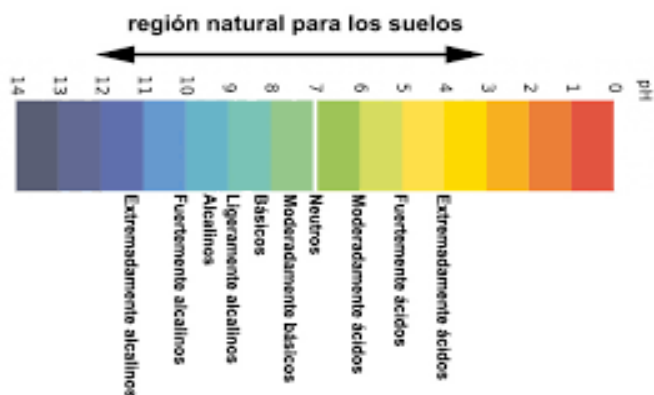 región natural para los suelos
14
13
12
11
10
9
8
7
6
5
4
3
2
1
0
pH
Extremadamente alcalinos
Fuertemente alcalinos
Alcalinos
Ligeramente alcalinos
Básicos
Moderadamente básicos
Neutros
Moderadamente ácidos
Fuertemente ácidos
Extremadamente ácidos